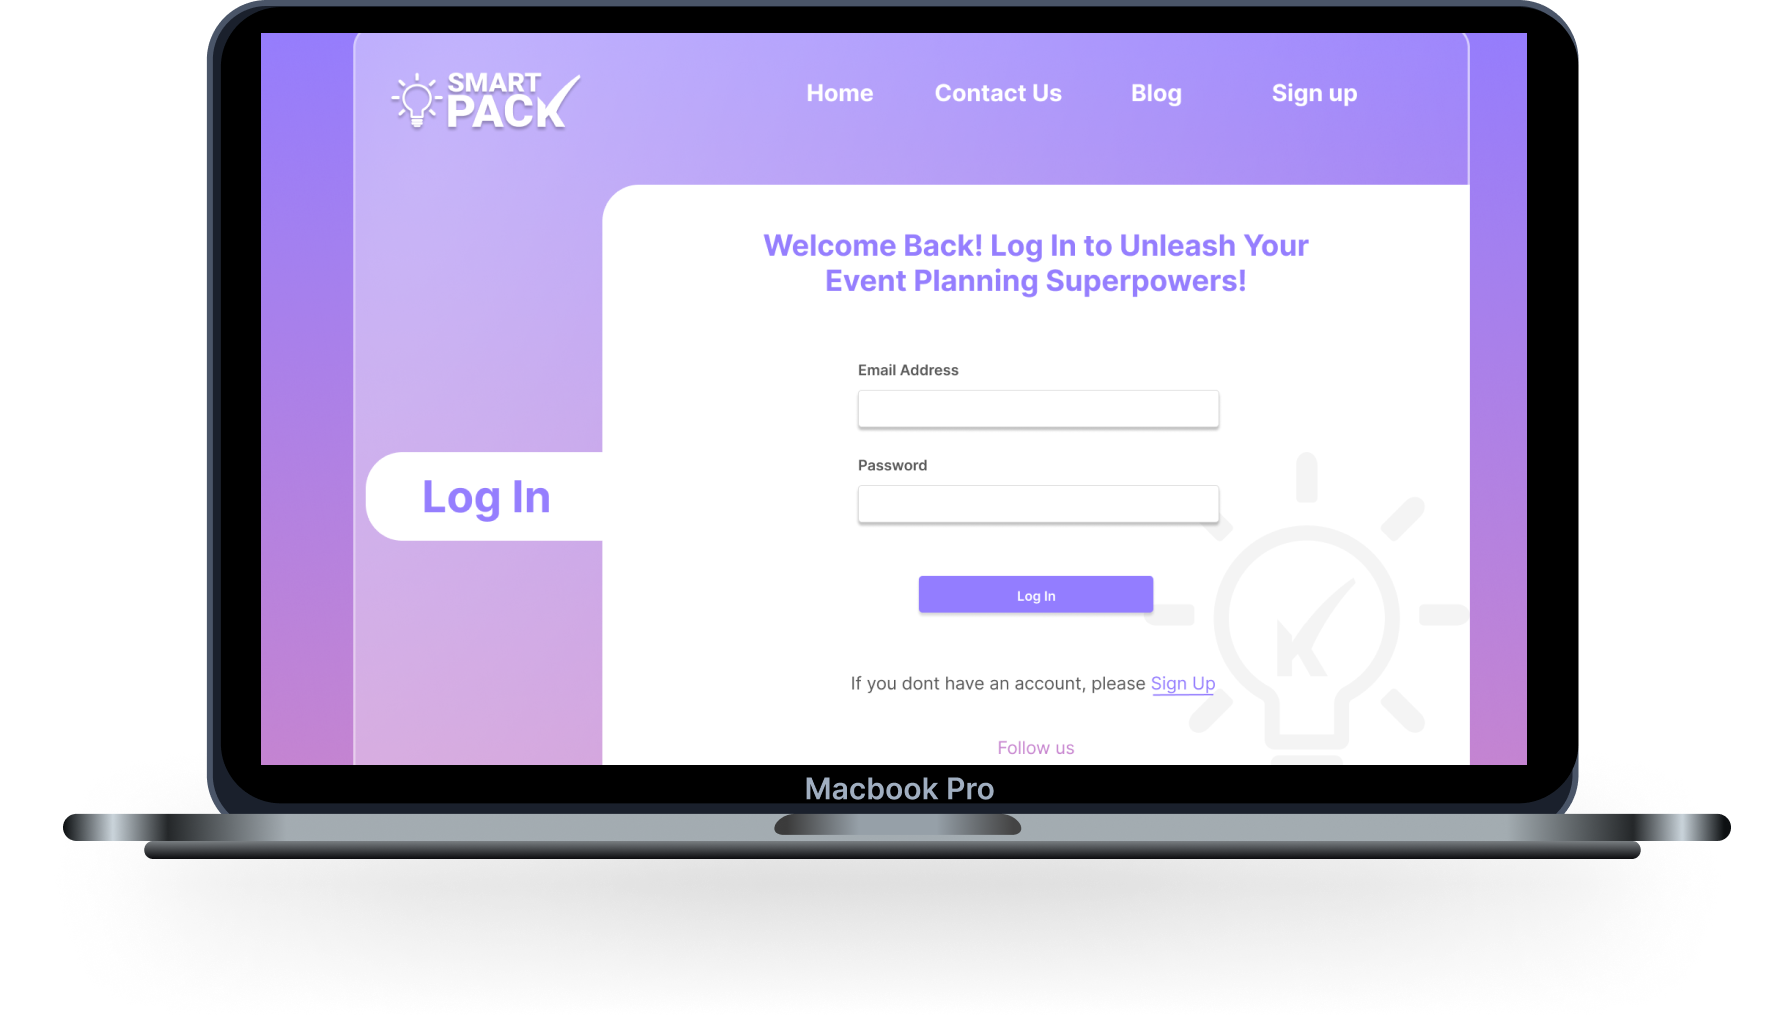 SMART
PACK
Home
Contact Us
Blog
Sign up
Welcome Back! Log In to Unleash Your
Event Planning Superpowers!
Email Address
Password
Log In
Log In
If you dont have an account, please Sign Up
Follow us
Macbook Pro